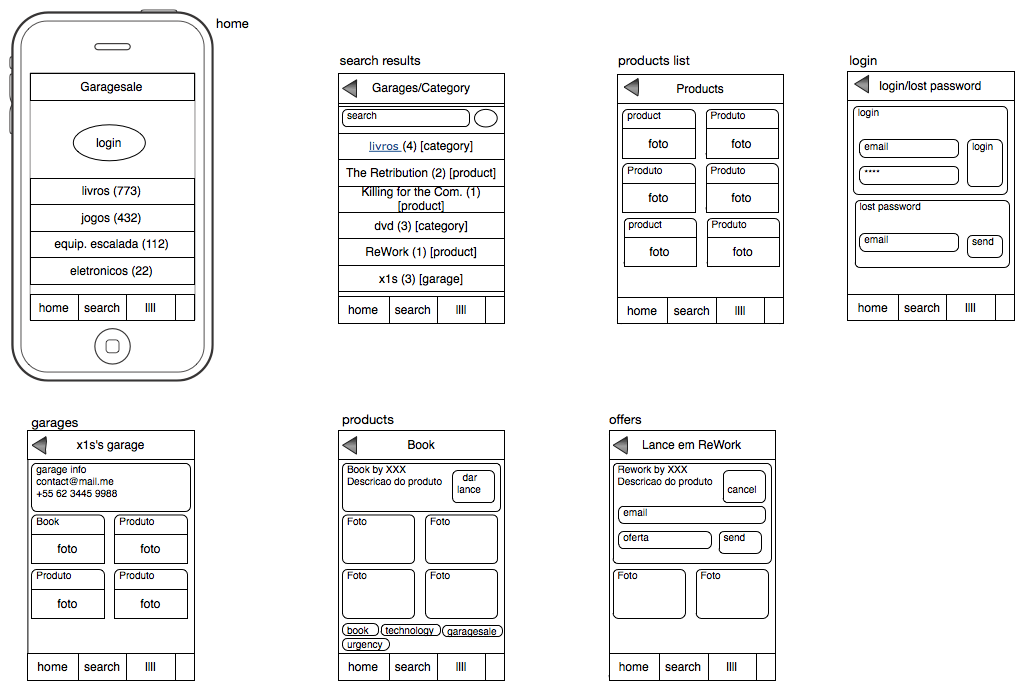 home
Garagesale
login
livros (773)
jogos (432)
equip. escalada (112)
eletronicos (22)
home search llll
search results
Garages/Category
search
livros (4) [category]
The Retribution (2) [product]
Killing for the Com. (1)
[product]
dvd (3) [category]
ReWork (1) [product]
x1s (3) [garage]
home search llll
products list
Products
product Produto
foto foto
Produto Produto
foto foto
product Produto
foto foto
home search llll
login
login/lost password
login
email login
****
lost password
email send
home search llll
garages
x1s's garage
garage info
contact@mail.me
+55 62 3445 9988
Book Produto
foto foto
Produto Produto
foto foto
home search llll
products
Book
Book by XXX
Descricao do produto
dar
lance
Foto Foto
Foto Foto
book technology garagesale
urgency
home search llll
offers
Lance em ReWork
Rework by XXX
Descricao do produto
cancel
email
oferta send
Foto Foto
home search llll